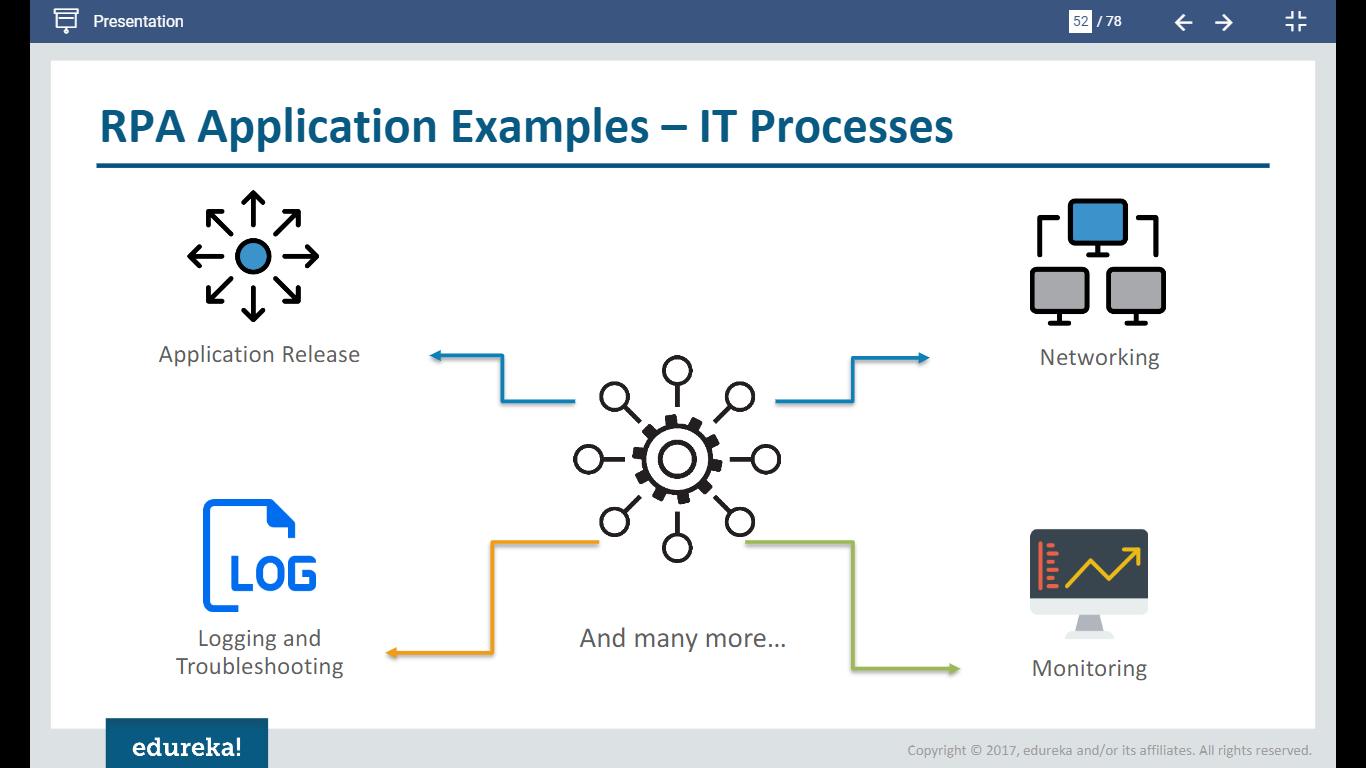 Presentation
52 / 78
RPA Application Examples – IT Processes
Application Release
Networking
LOG
Logging and
Troubleshooting
And many more...
Monitoring
edureka!
Copyright © 2017, edureka and/or its affiliates. All rights reserved.